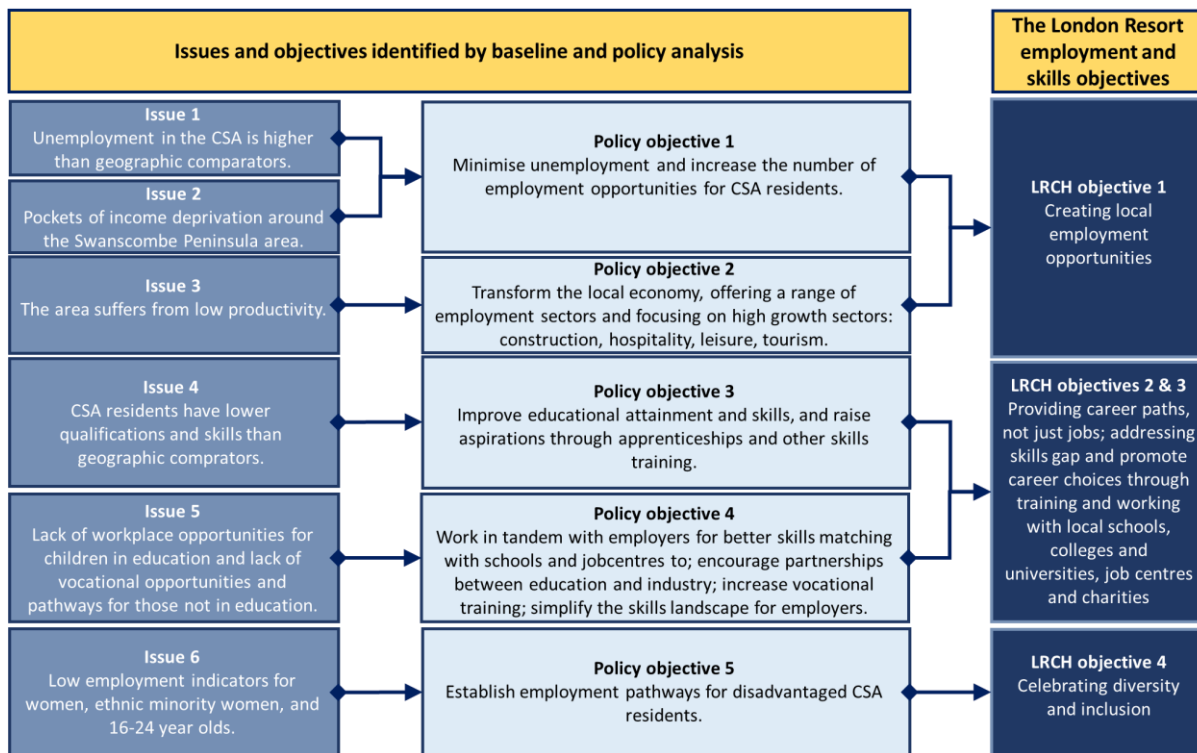 Issues and objectives identified by baseline and policy analysis
The London Resort
employment and
skills objectives
Issue 1
Unemployment in the CSA is higher
than geographic comparators.
Issue 2
Pockets of income deprivation around
the Swanscombe Peninsula area.
Policy objective 1
Minimise unemployment and increase the number of
employment opportunities for CSA residents.
LRCH objective 1
Creating local
employment
opportunities
Issue 3
The area suffers from low productivity.
Policy objective 2
Transform the local economy, offering a range of
employment sectors and focusing on high growth sectors:
construction, hospitality, leisure, tourism.
Issue 4
CSA residents have lower
qualifications and skills than
geographic comprators.
Policy objective 3
Improve educational attainment and skills, and raise
aspirations through apprenticeships and other skills
training.
LRCH objectives 2 & 3
Providing career paths,
not just jobs; addressing
skills gap and promote
career choices through
training and working
with local schools,
colleges and
universities, job centres
and charities
Issue 5
Lack of workplace opportunities for
children in education and lack of
vocational opportunities and
pathways for those not in education.
Policy objective 4
Work in tandem with employers for better skills matching
with schools and jobcentres to; encourage partnerships
between education and industry; increase vocational
training; simplify the skills landscape for employers.
Issue 6
Low employment indicators for
women, ethnic minority women, and
16-24 year olds.
Policy objective 5
Establish employment pathways for disadvantaged CSA
residents.
LRCH objective 4
Celebrating diversity
and inclusion